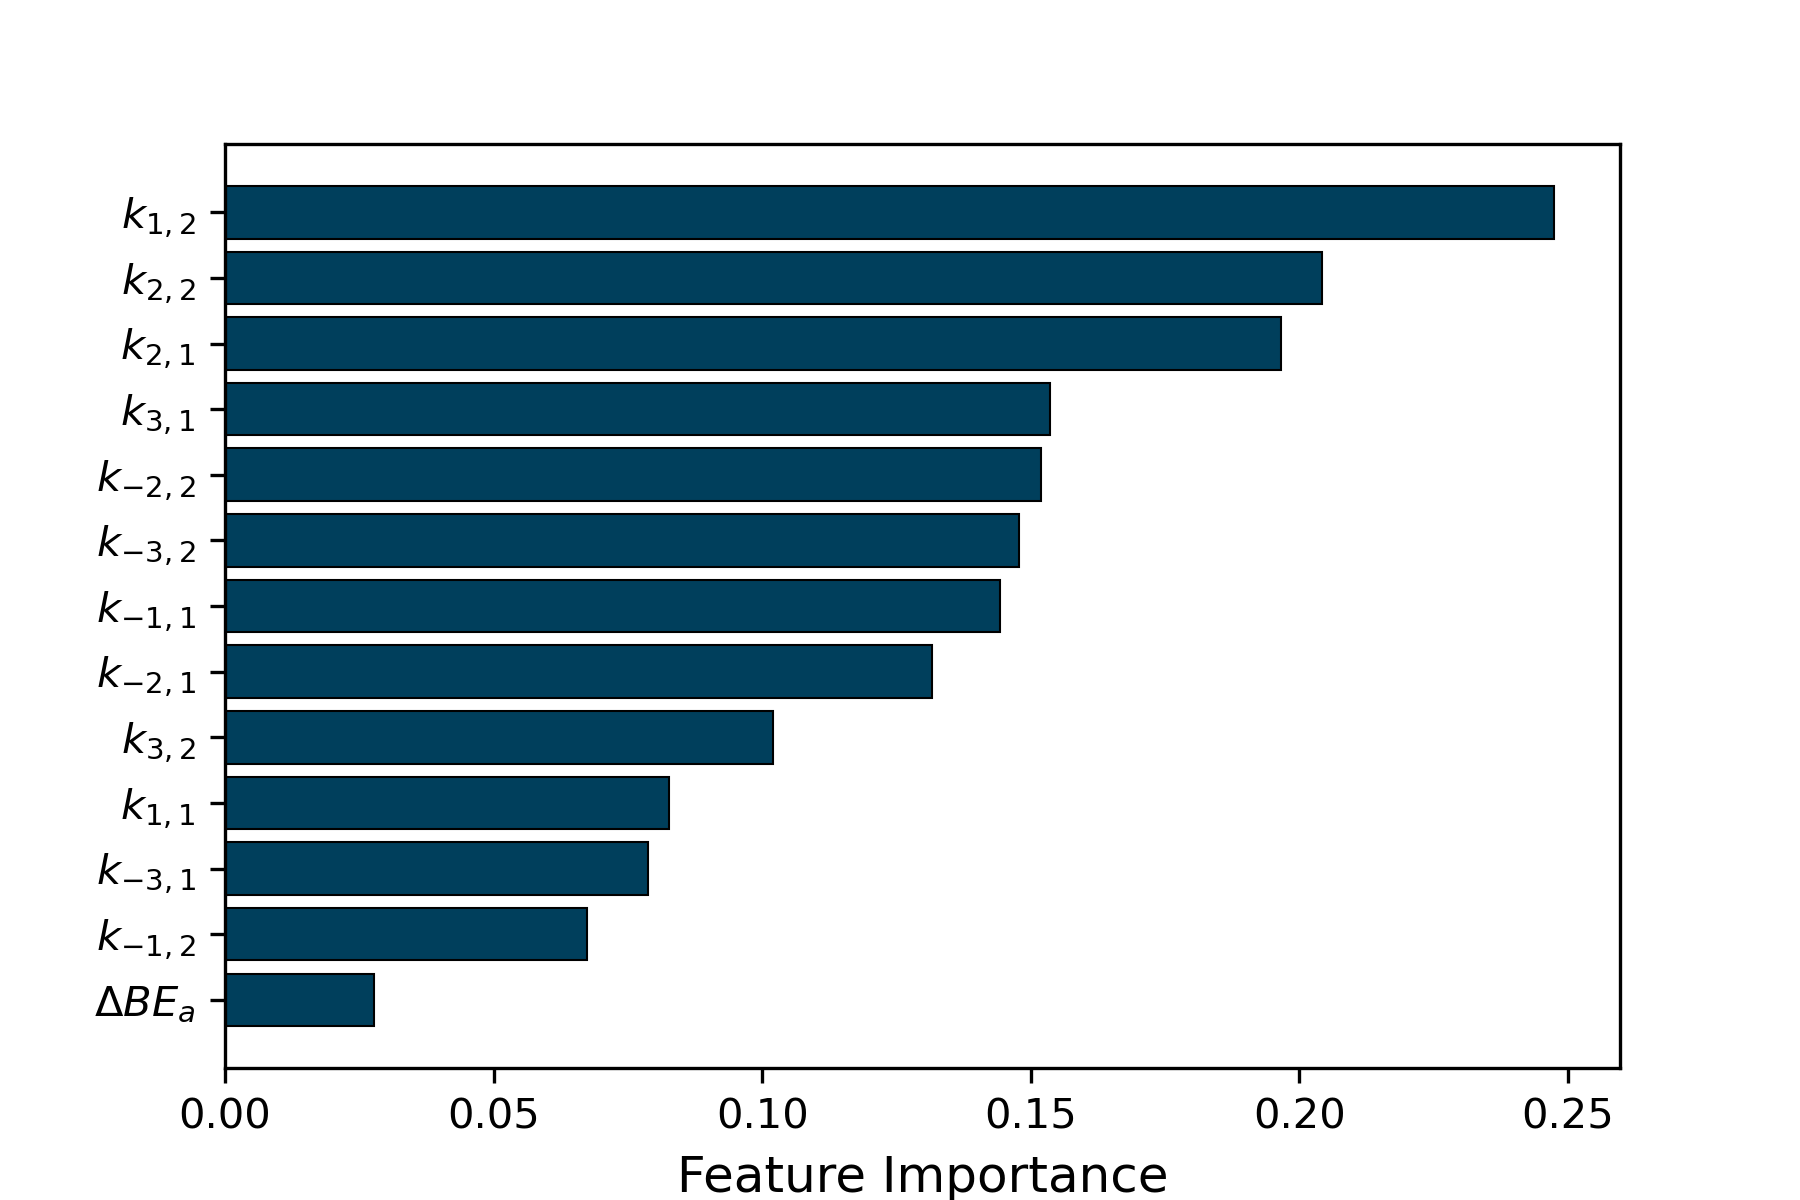 k₁,₂
k₂,₂
k₂,₁
k₃,₁
k₋₂,₂
k₋₃,₂
k₋₁,₁
k₋₂,₁
k₃,₂
k₁,₁
k₋₃,₁
k₋₁,₂
ΔBEₐ
0.00 0.05 0.10 0.15 0.20 0.25
Feature Importance